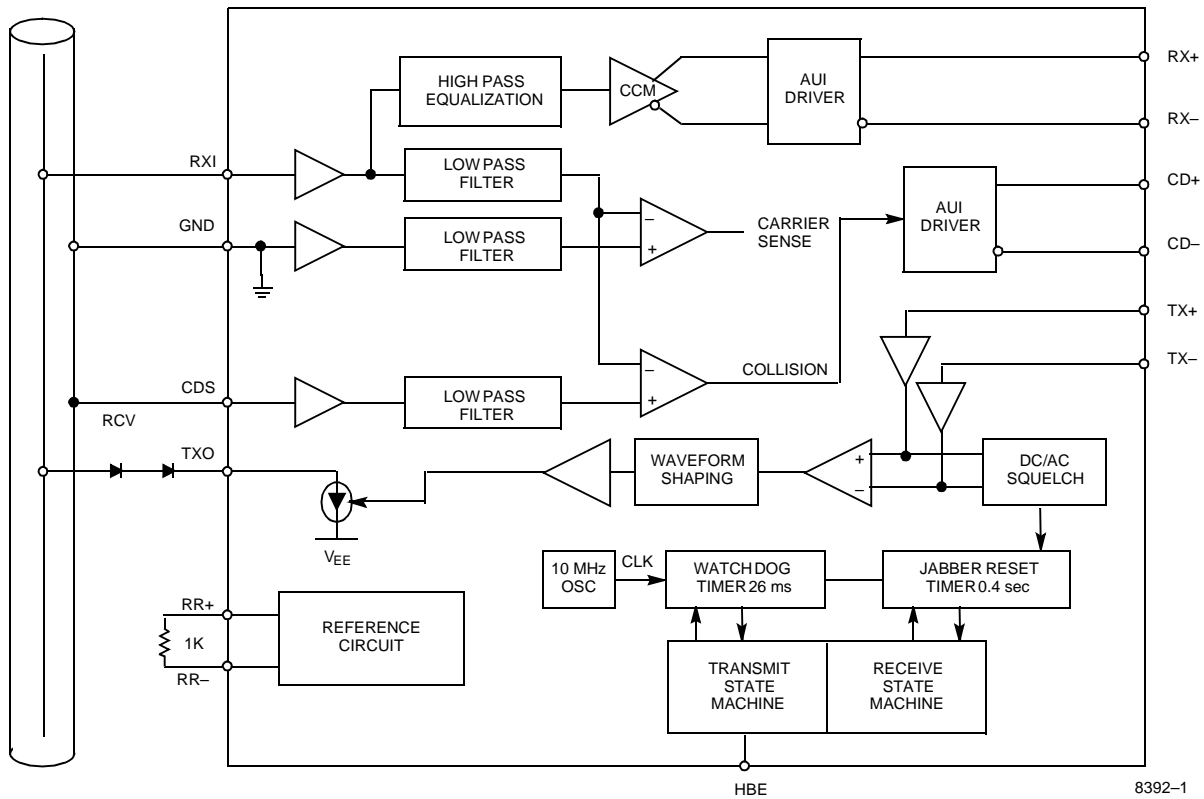 RX+
HIGH PASS
EQUALIZATION
CCM
AUI
DRIVER
RX–
RXI
LOW PASS
FILTER
CD+
GND
LOW PASS
FILTER
–
+
CARRIER
SENSE
AUI
DRIVER
CD–
TX+
TX–
CDS
RCV
LOW PASS
FILTER
–
+
COLLISION
TXO
WAVEFORM
SHAPING
+
–
DC/AC
SQUELCH
VEE
10 MHz
OSC
CLK
WATCHDOG
TIMER 26 ms
JABBER RESET
TIMER 0.4 sec
RR+
1K
RR–
REFERENCE
CIRCUIT
TRANSMIT
STATE
MACHINE
RECEIVE
STATE
MACHINE
HBE
8392–1